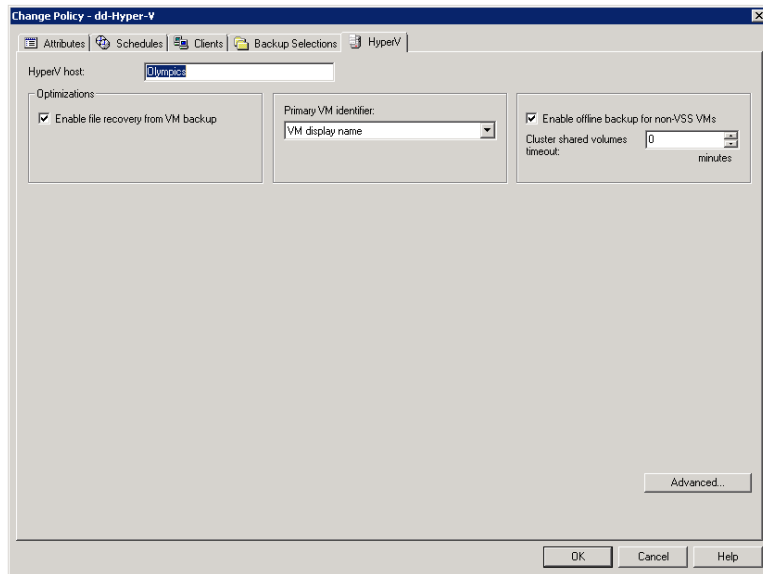 Change Policy - dd-Hyper-V
Attributes Schedules Clients Backup Selections HyperV
HyperV host: Olympics
Optimizations
Enable file recovery from VM backup
Primary VM identifier:
VM display name
Enable offline backup for non-VSS VMs
Cluster shared volumes 0
timeout: minutes
Advanced...
OK Cancel Help